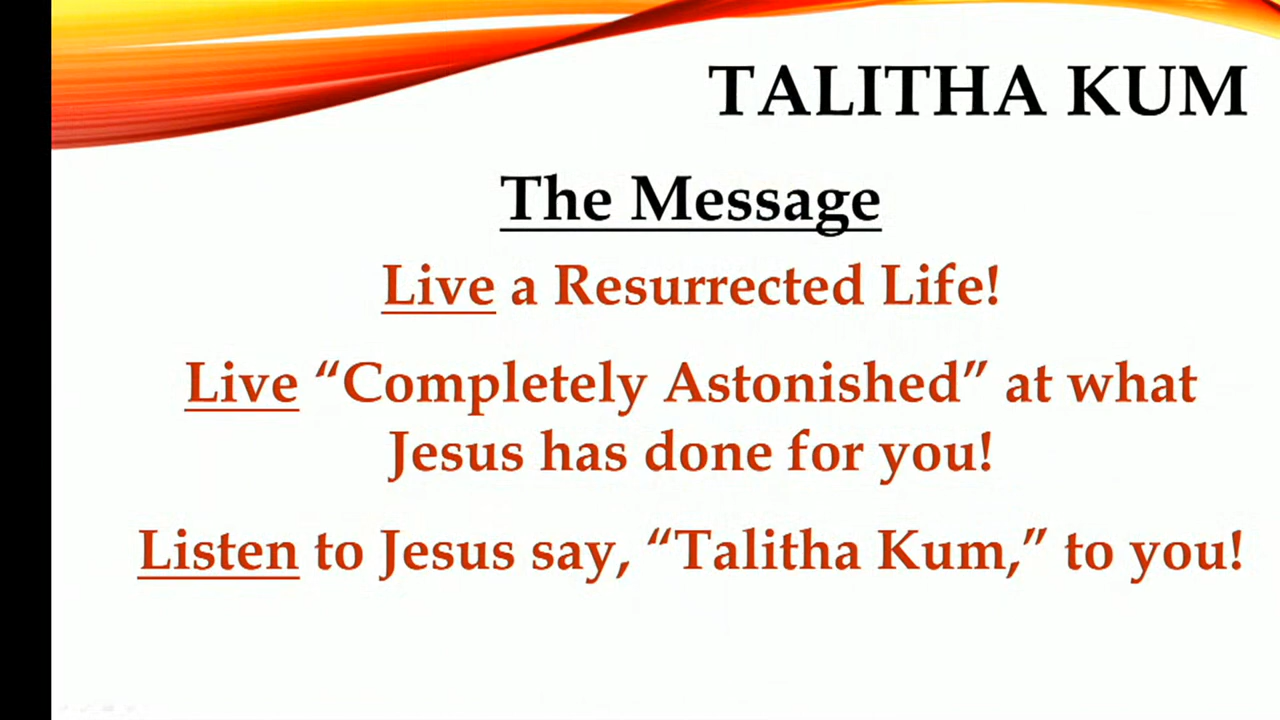 TALITHA KUM
The Message
Live a Resurrected Life!
Live “Completely Astonished” at what
Jesus has done for you!
Listen to Jesus say, “Talitha Kum,” to you!